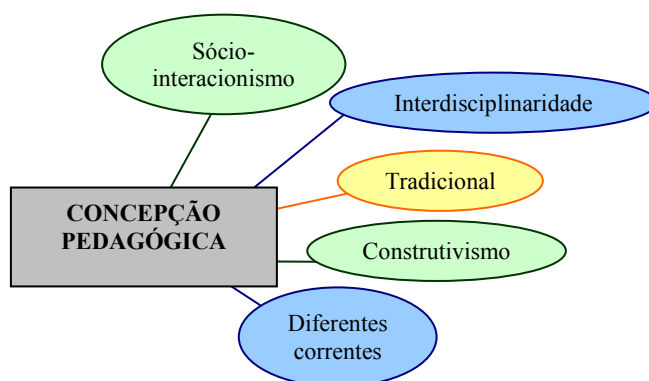 Sócio-
interacionismo
Interdisciplinaridade
Tradicional
CONCEPÇÃO
PEDAGÓGICA
Construtivismo
Diferentes
correntes